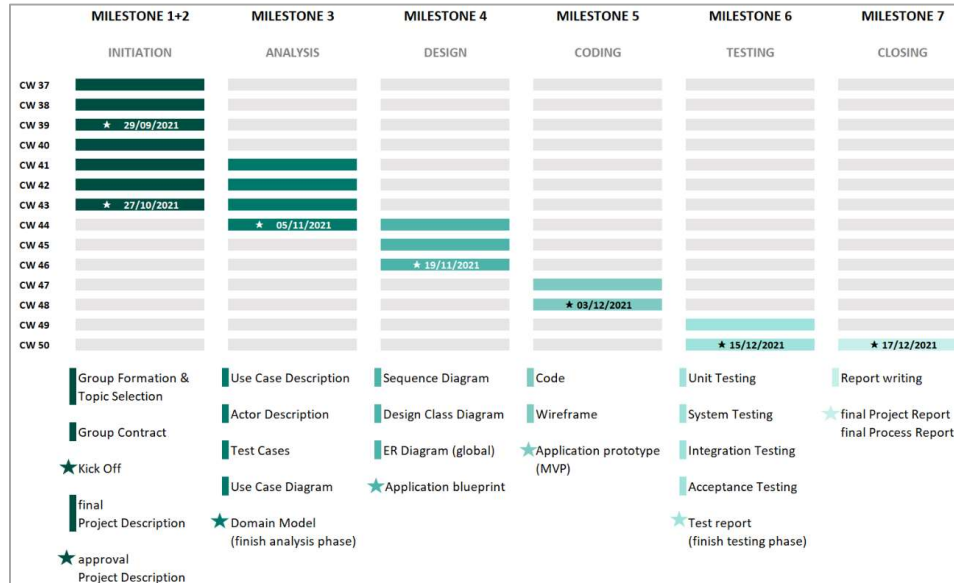 MILESTONE 1+2 MILESTONE 3 MILESTONE 4 MILESTONE 5 MILESTONE 6 MILESTONE 7
INITIATION ANALYSIS DESIGN CODING TESTING CLOSING
CW 37
CW 38
CW 39 ★ 29/09/2021
CW 40
CW 41
CW 42
CW 43 ★ 27/10/2021
CW 44 ★ 05/11/2021
CW 45
CW 46 ★ 19/11/2021
CW 47
CW 48 ★ 03/12/2021
CW 49
CW 50 ★ 15/12/2021 ★ 17/12/2021
Group Formation &
Topic Selection
Group Contract
★ Kick Off
final
Project Description
★ approval
Project Description
Use Case Description
Actor Description
Test Cases
Use Case Diagram
★ Domain Model
(finish analysis phase)
Sequence Diagram
Design Class Diagram
ER Diagram (global)
★ Application blueprint
Code
Wireframe
★ Application prototype
(MVP)
Unit Testing
System Testing
Integration Testing
Acceptance Testing
★ Test report
(finish testing phase)
Report writing
★ final Project Report
final Process Report